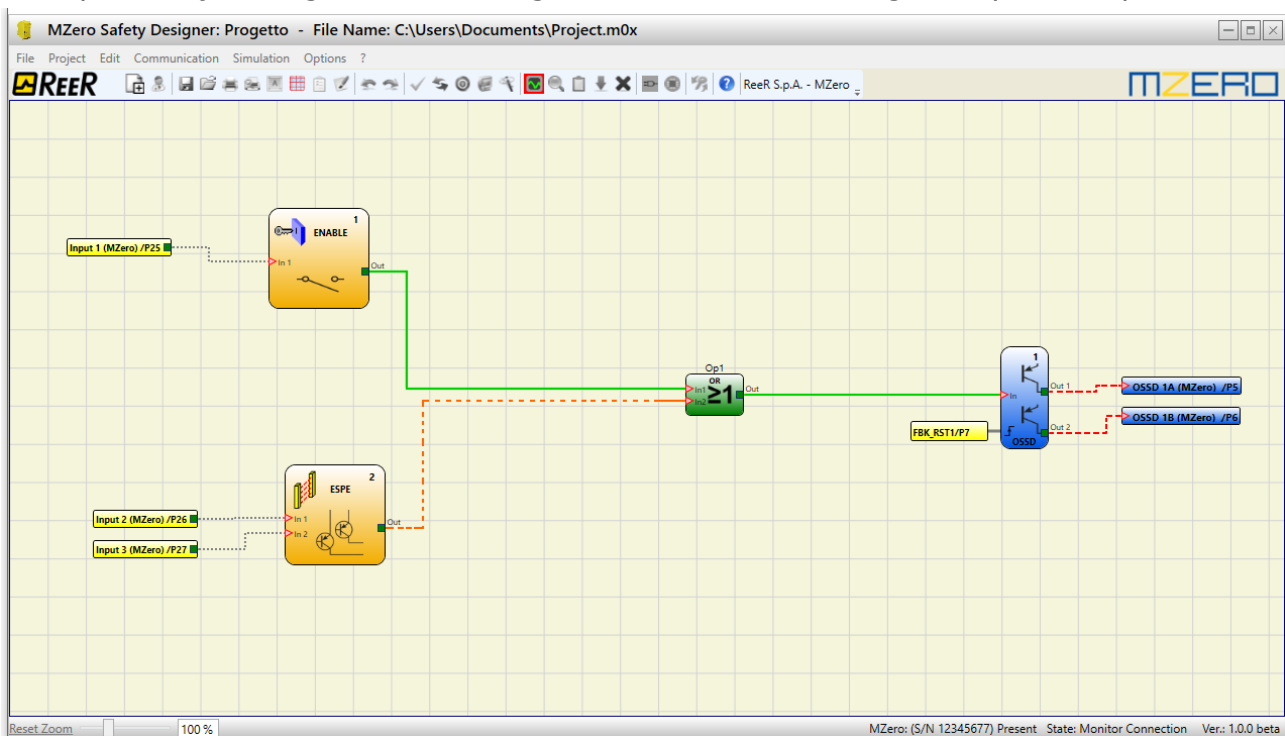 MZero Safety Designer: Progetto - File Name: C:\Users\Documents\Project.m0x
File Project Edit Communication Simulation Options ?
REER
ReeR S.p.A. - MZero
MZERO
1
ENABLE
Input 1 (MZero) /P25
In 1
Out
Op1
OR
In1
≥1
Out
In2
1
In
Out 1
OSSD 1A (MZero) /P5
OSSD 1B (MZero) /P6
FBK_RST1/P7
Out 2
OSSD
2
ESPE
Input 2 (MZero) /P26
In 1
Out
In 2
Input 3 (MZero) /P27
Reset Zoom
100 %
MZero: (S/N 12345677) Present State: Monitor Connection Ver.: 1.0.0 beta